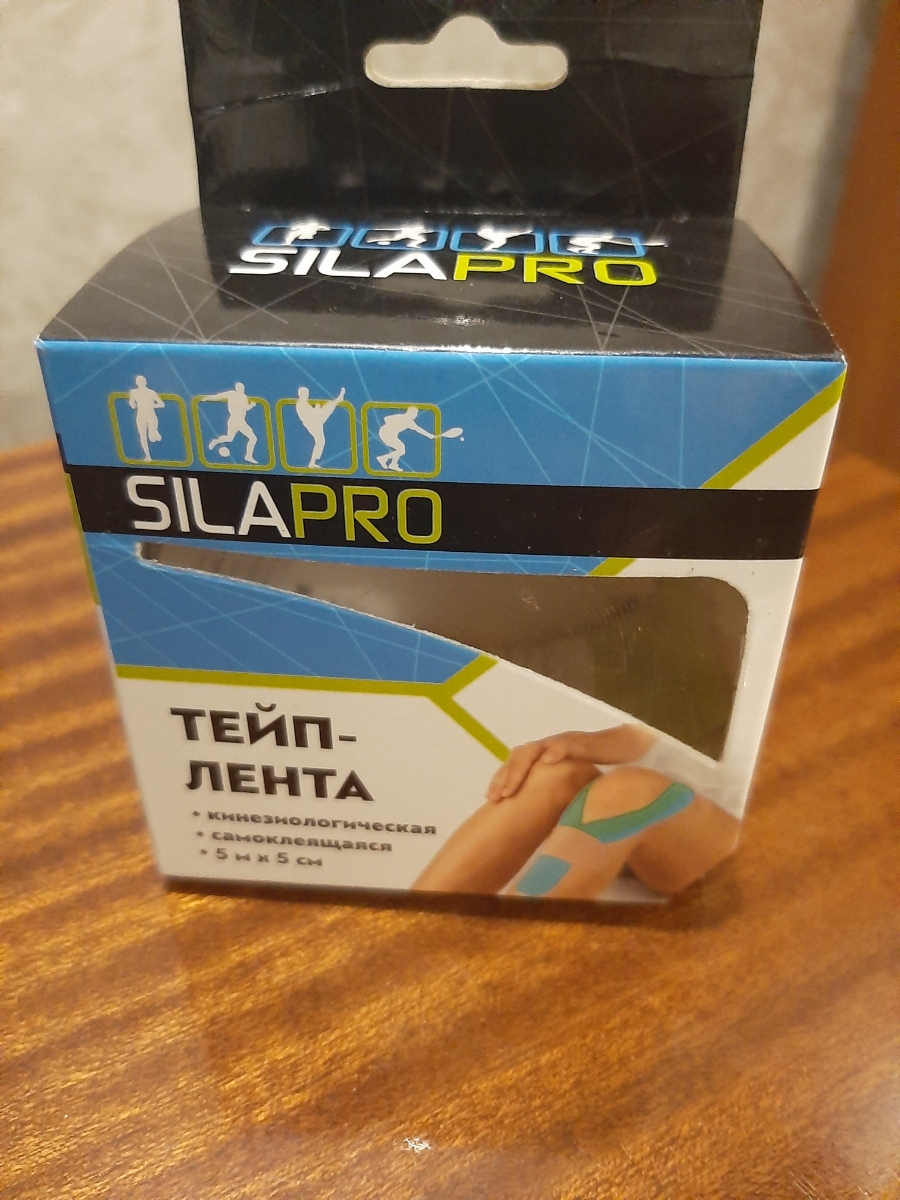 SILAPRO
SILAPRO
ТЕЙП-
ЛЕНТА
• кинезиологическая
• самоклеящаяся
• 5 м х 5 см